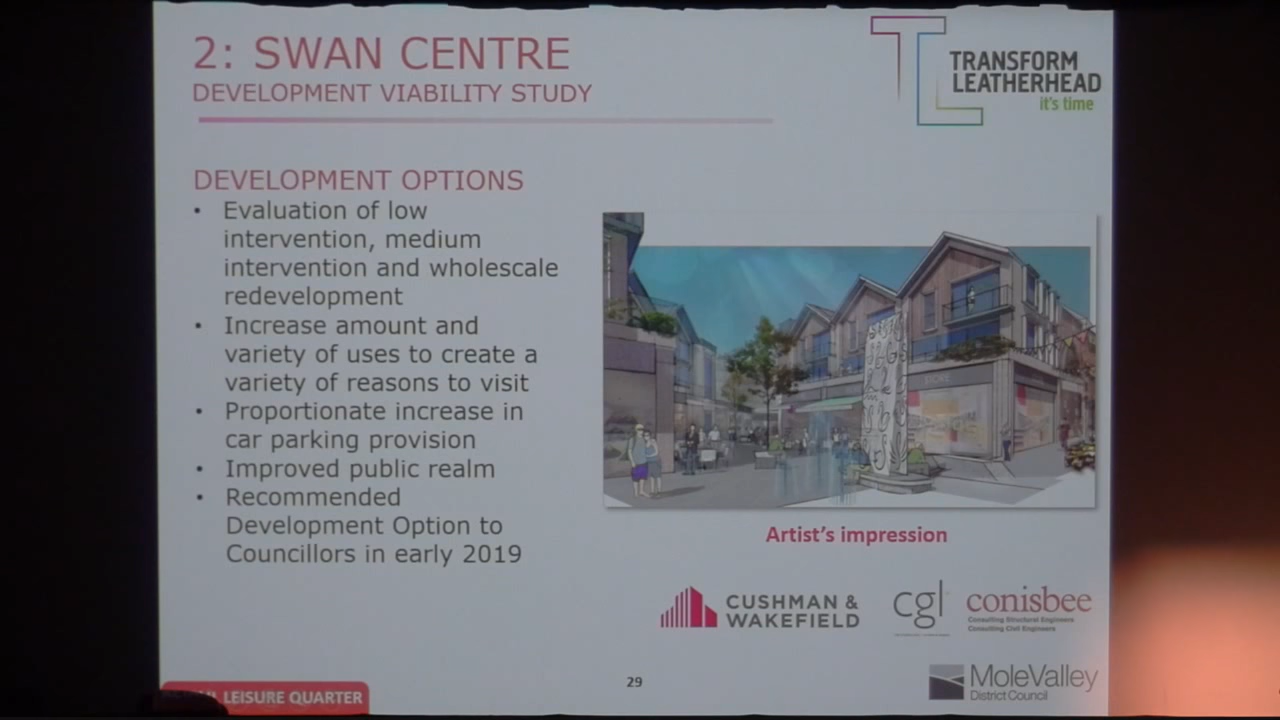 2: SWAN CENTRE
DEVELOPMENT VIABILITY STUDY
TRANSFORM
LEATHERHEAD
it's time
DEVELOPMENT OPTIONS
• Evaluation of low
intervention, medium
intervention and wholescale
redevelopment
• Increase amount and
variety of uses to create a
variety of reasons to visit
• Proportionate increase in
car parking provision
• Improved public realm
• Recommended
Development Option to
Councillors in early 2019
Artist's impression
CUSHMAN &
WAKEFIELD
cgl
conisbee
Consulting Structural Engineers
Consulting Civil Engineers
LEISURE QUARTER
29
MoleValley
District Council